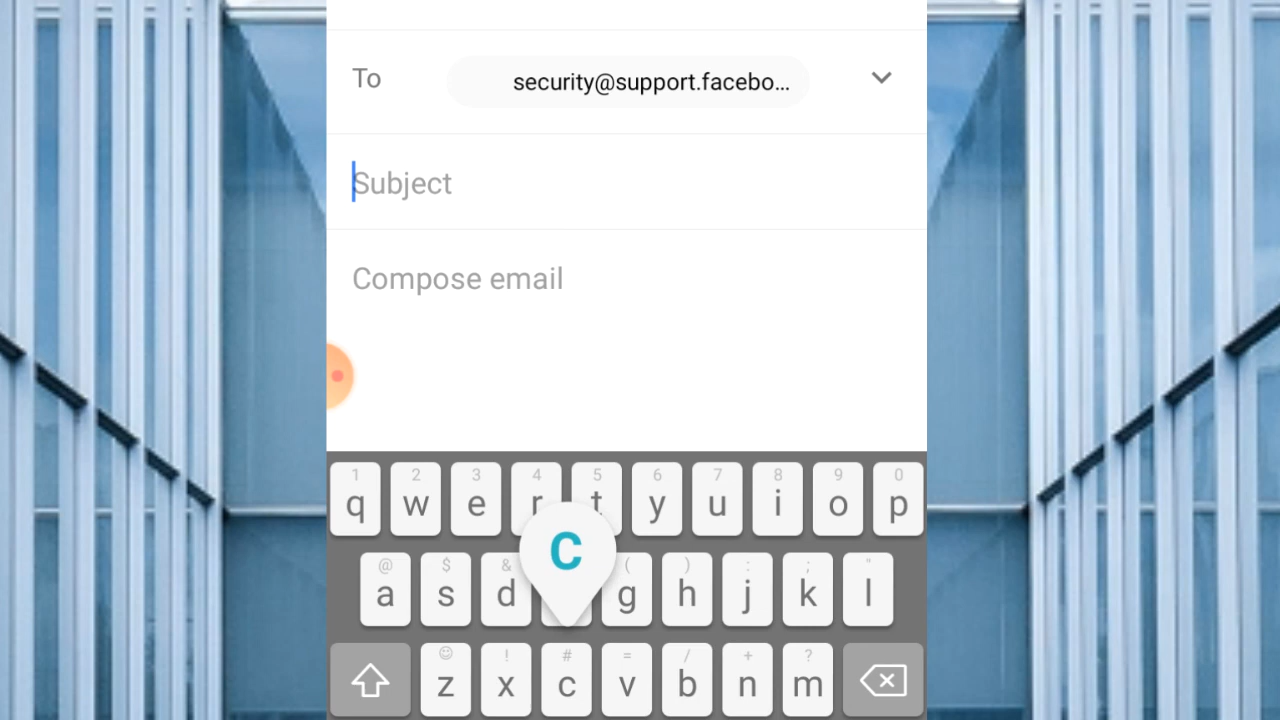 To
security@support.facebo...
Subject
Compose email
1 2 3 4 5 6 7 8 9 0
q w e r t y u i o p
@ $ & ( ) : ; "
a s d g h j k l
C
# ! = / + ?
z x c v b n m